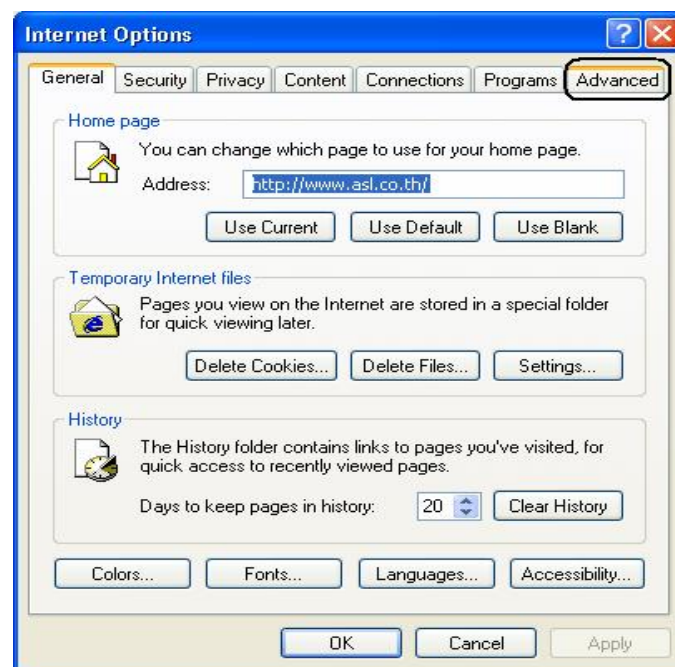 Internet Options
General Security Privacy Content Connections Programs Advanced
Home page
You can change which page to use for your home page.
Address: http://www.asl.co.th/
Use Current Use Default Use Blank
Temporary Internet files
Pages you view on the Internet are stored in a special folder
for quick viewing later.
Delete Cookies... Delete Files... Settings...
History
The History folder contains links to pages you've visited, for
quick access to recently viewed pages.
Days to keep pages in history: 20 Clear History
Colors... Fonts... Languages... Accessibility...
OK Cancel Apply